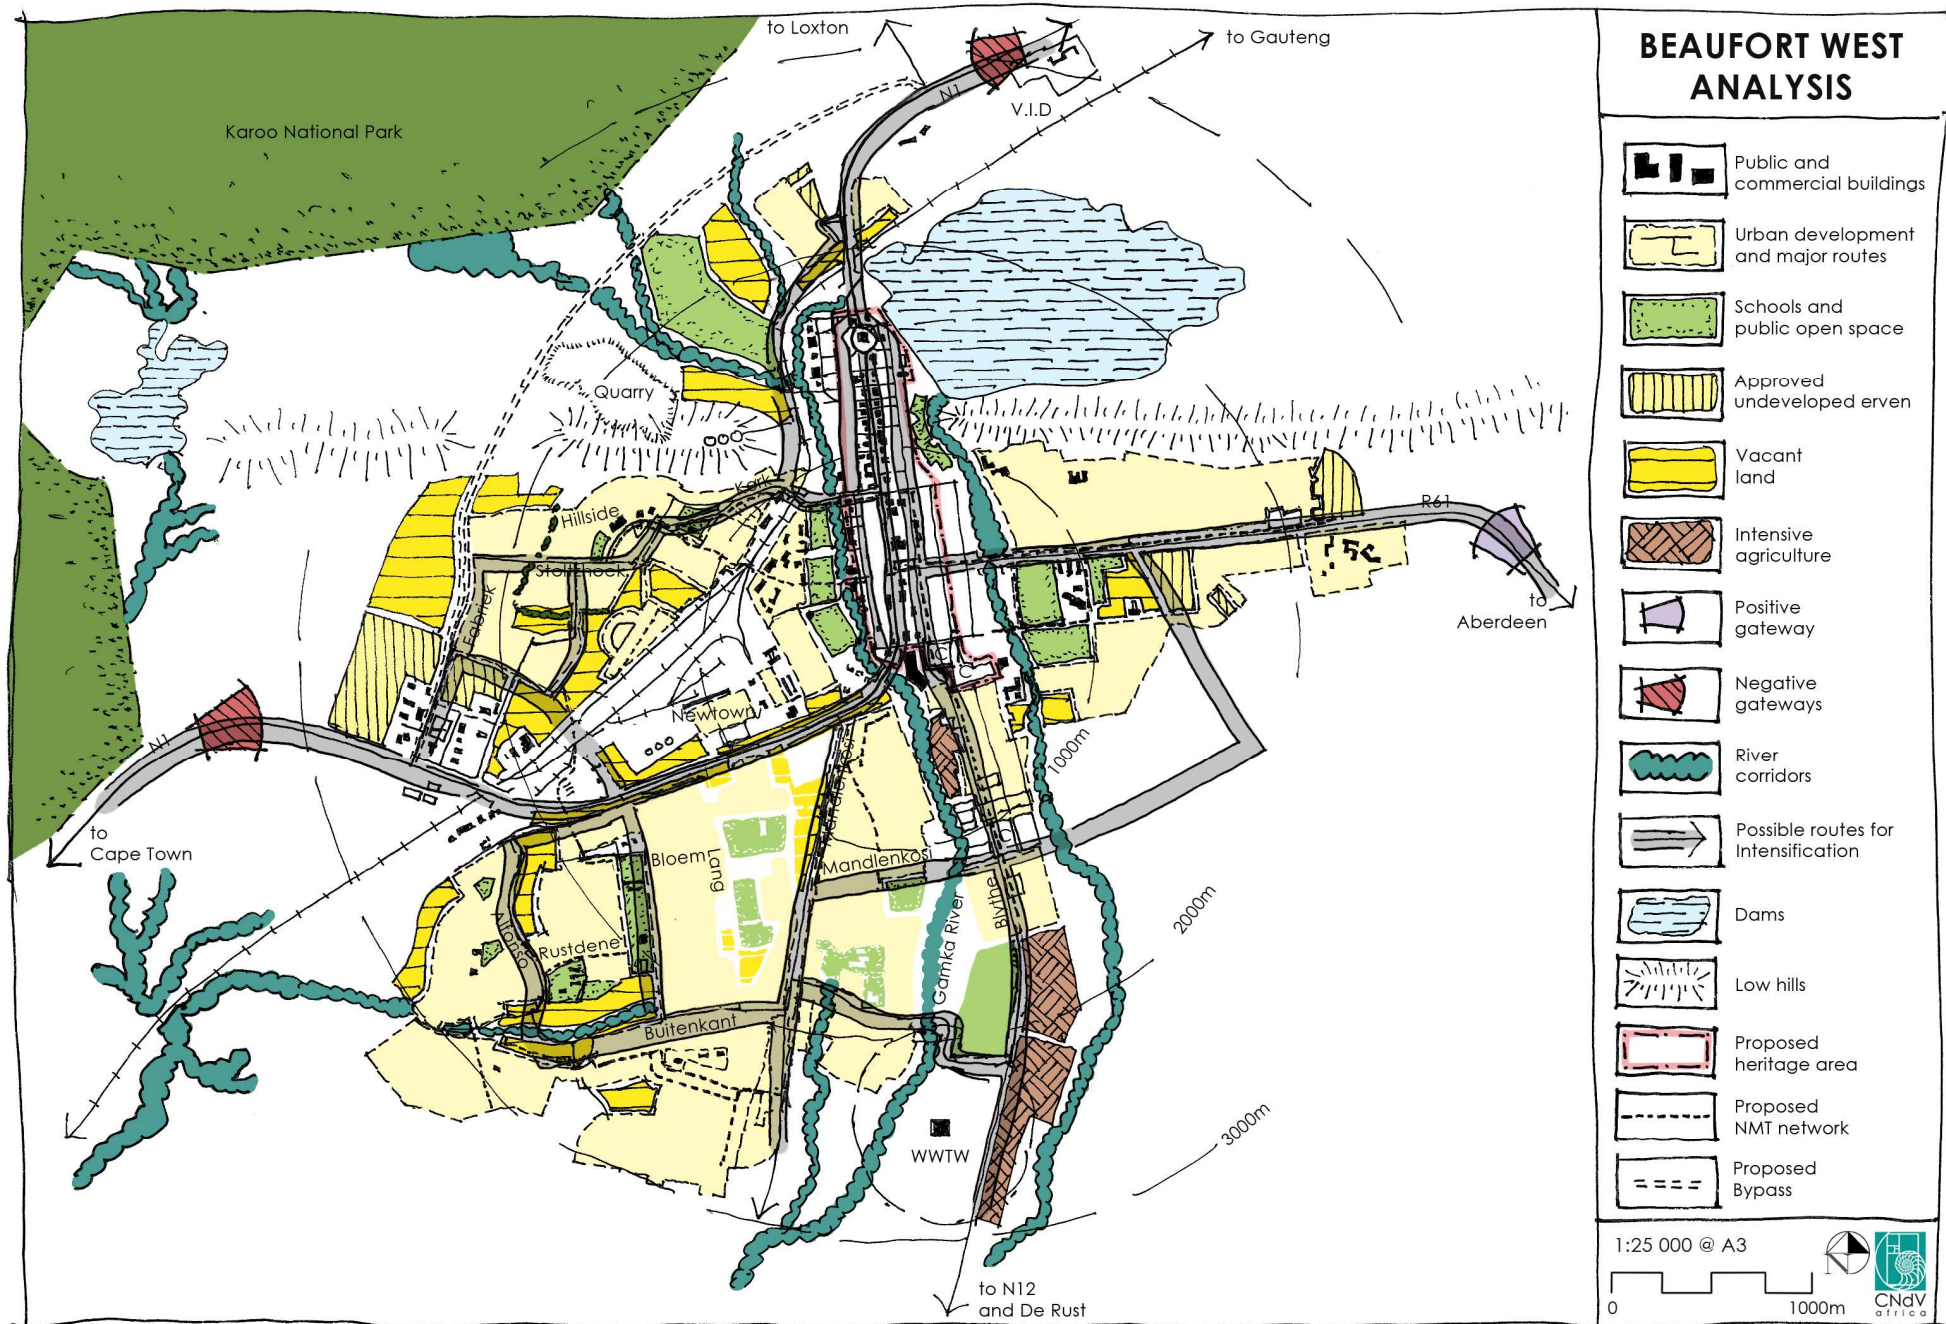 BEAUFORT WEST
ANALYSIS
Public and
commercial buildings
Urban development
and major routes
Schools and
public open space
Approved
undeveloped erven
Vacant
land
Intensive
agriculture
Positive
gateway
Negative
gateways
River
corridors
Possible routes for
Intensification
Dams
Low hills
Proposed
heritage area
Proposed
NMT network
Proposed
Bypass
1:25 000 @ A3
0
1000m
N
CNdV
africa
to Loxton
to Gauteng
N1
V.I.D
Karoo National Park
Quarry
Kerk
Hillside
Stolzhoek
Fabriek
R61
to
Aberdeen
Newtown
N1
to
Cape Town
C
C
C
1000m
Mandlenkosi
Mandlenkosi
Bloem
Lang
Blythe
Gamka River
2000m
Alfonso
Rustdene
Buitenkant
3000m
WWTW
to N12
and De Rust